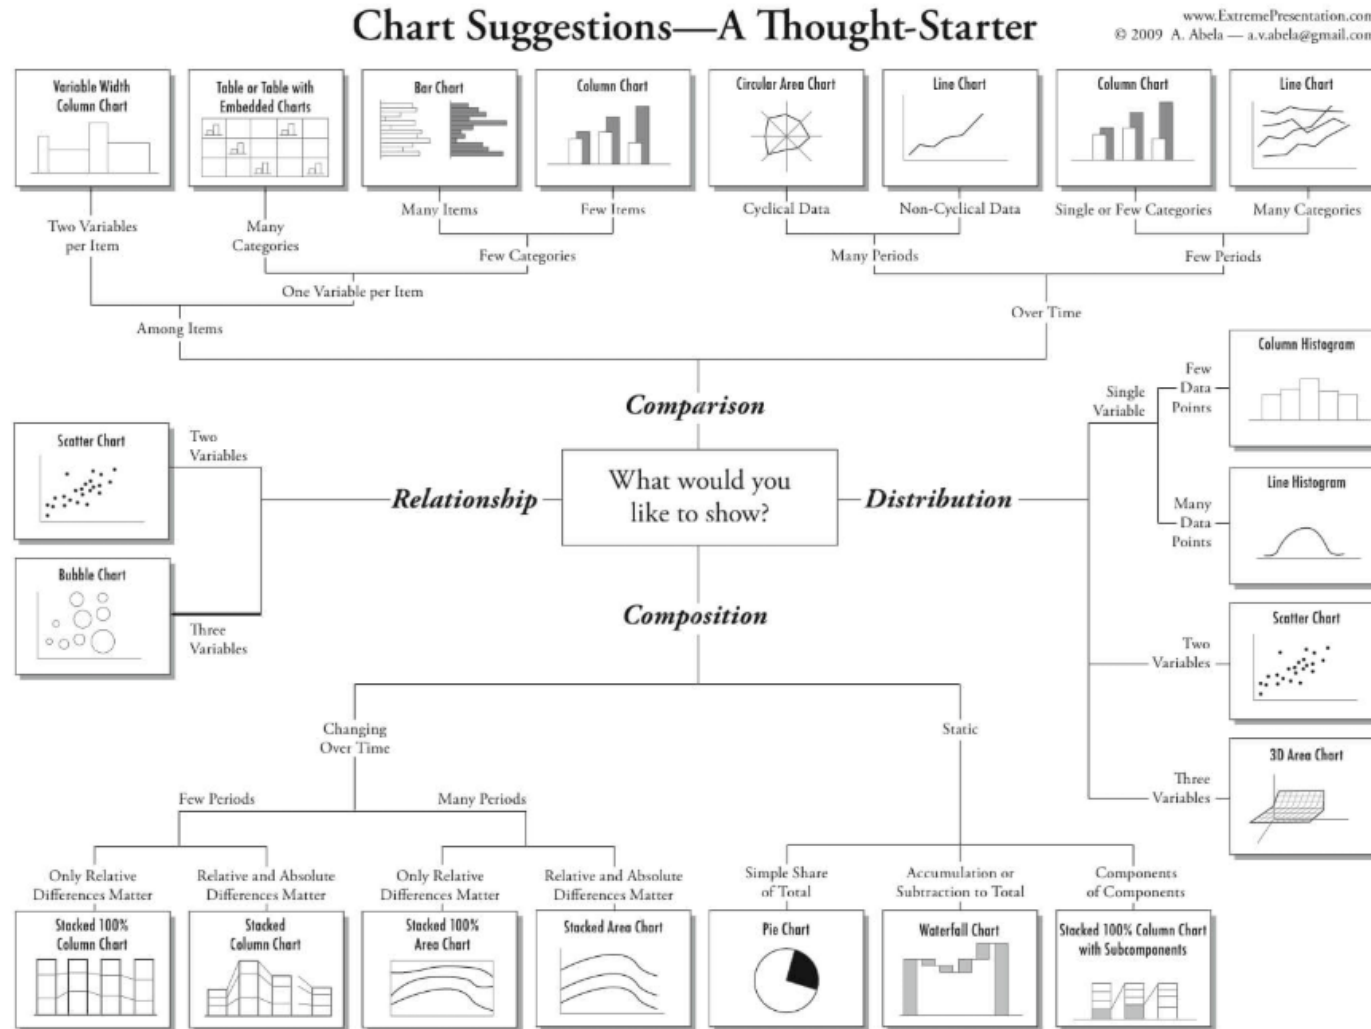 Chart Suggestions—A Thought-Starter
www.ExtremePresentation.com
© 2009 A. Abela — a.v.abela@gmail.com
Variable Width
Column Chart
Table or Table with
Embedded Charts
Bar Chart
Column Chart
Circular Area Chart
Line Chart
Column Chart
Line Chart
Two Variables
per Item
Many
Categories
Many Items
Few Items
Cyclical Data
Non-Cyclical Data
Single or Few Categories
Many Categories
Few Categories
Many Periods
Few Periods
One Variable per Item
Over Time
Among Items
Comparison
What would you
like to show?
Relationship
Two
Variables
Scatter Chart
Bubble Chart
Three
Variables
Distribution
Single
Variable
Few
Data
Points
Column Histogram
Many
Data
Points
Line Histogram
Two
Variables
Scatter Chart
Three
Variables
3D Area Chart
Composition
Changing
Over Time
Static
Few Periods
Many Periods
Only Relative
Differences Matter
Relative and Absolute
Differences Matter
Only Relative
Differences Matter
Relative and Absolute
Differences Matter
Simple Share
of Total
Accumulation or
Subtraction to Total
Components
of Components
Stacked 100%
Column Chart
Stacked
Column Chart
Stacked 100%
Area Chart
Stacked Area Chart
Pie Chart
Waterfall Chart
Stacked 100% Column Chart
with Subcomponents